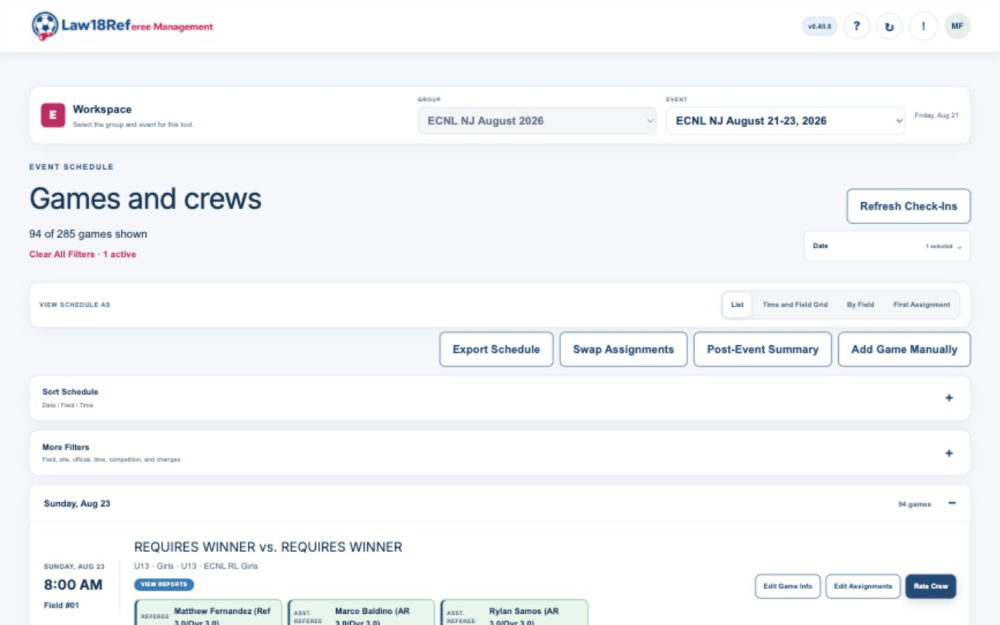 Law18Referee Management
v0.40.6
?
↻
!
MF
E
Workspace
Select the group and event for this tool.
GROUP
ECNL NJ August 2026
EVENT
ECNL NJ August 21-23, 2026
Friday, Aug 21
EVENT SCHEDULE
Games and crews
94 of 285 games shown
Clear All Filters · 1 active
Refresh Check-Ins
Date
1 selected
VIEW SCHEDULE AS
List
Time and Field Grid
By Field
First Assignment
Export Schedule
Swap Assignments
Post-Event Summary
Add Game Manually
Sort Schedule
Date / Field / Time
+
More Filters
Field, site, official, time, competition, and changes
+
Sunday, Aug 23
94 games
−
SUNDAY, AUG 23
8:00 AM
Field #01
REQUIRES WINNER vs. REQUIRES WINNER
U13 · Girls · U13 · ECNL RL Girls
VIEW REPORTS
REFEREE
Matthew Fernandez (Ref
3.0/Ovr 3.0)
ASST.
REFEREE
Marco Baldino (AR
3.0/Ovr 3.0)
ASST.
REFEREE
Rylan Samos (AR
3.0/Ovr 3.0)
Edit Game Info
Edit Assignments
Rate Crew